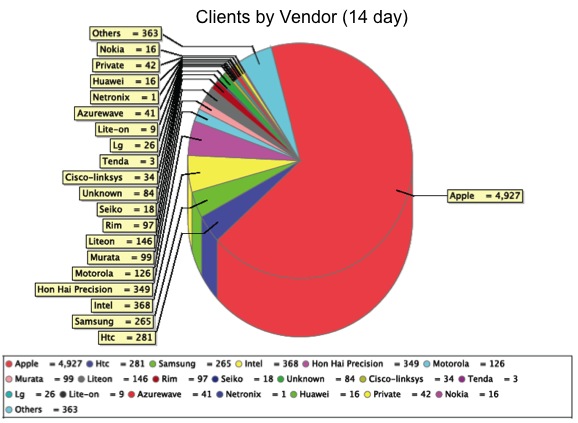 Clients by Vendor (14 day)
Others = 363
Nokia = 16
Private = 42
Huawei = 16
Netronix = 1
Azurewave = 41
Lite-on = 9
Lg = 26
Tenda = 3
Cisco-linksys = 34
Unknown = 84
Seiko = 18
Rim = 97
Liteon = 146
Murata = 99
Motorola = 126
Hon Hai Precision = 349
Intel = 368
Samsung = 265
Htc = 281
Apple = 4,927
Apple = 4,927 Htc = 281 Samsung = 265 Intel = 368 Hon Hai Precision = 349 Motorola = 126
Murata = 99 Liteon = 146 Rim = 97 Seiko = 18 Unknown = 84 Cisco-linksys = 34 Tenda = 3
Lg = 26 Lite-on = 9 Azurewave = 41 Netronix = 1 Huawei = 16 Private = 42 Nokia = 16
Others = 363